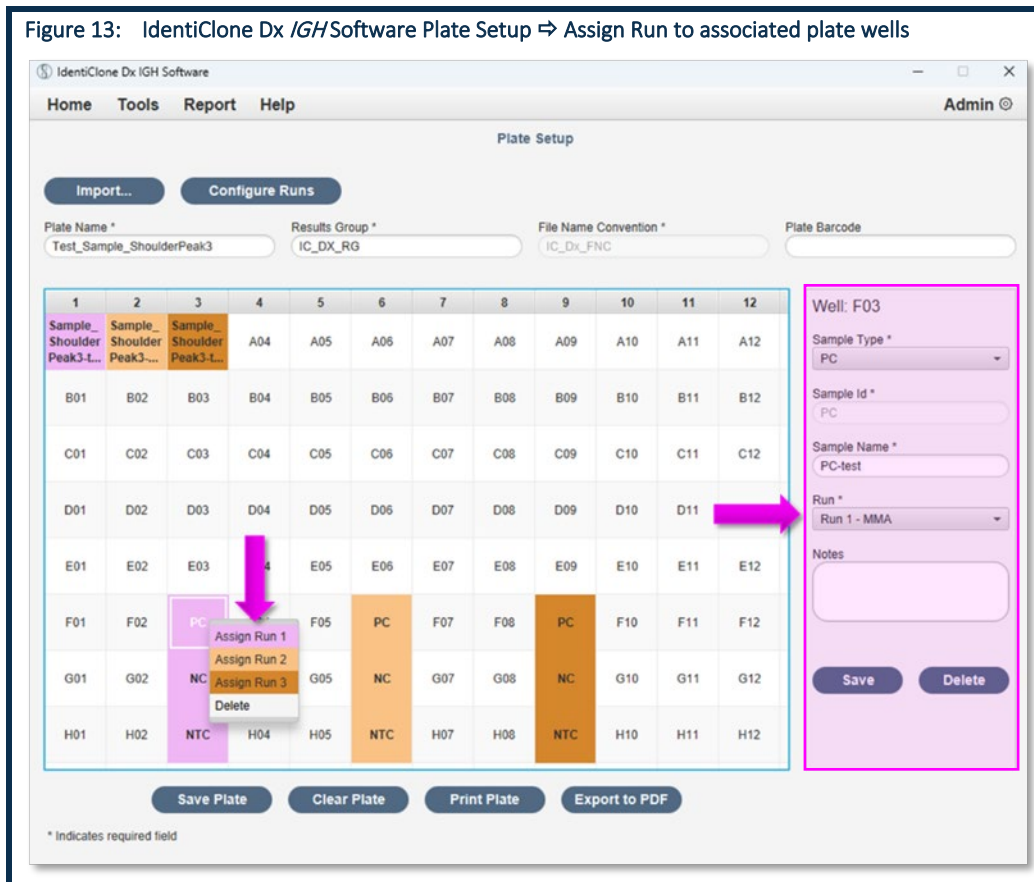 Figure 13: IdentiClone Dx IGH Software Plate Setup ⇨ Assign Run to associated plate wells
IdentiClone Dx IGH Software
Home Tools Report Help Admin
Plate Setup
Import... Configure Runs
Plate Name * Results Group * File Name Convention * Plate Barcode
Test_Sample_ShoulderPeak3 IC_DX_RG IC_Dx_FNC
1 2 3 4 5 6 7 8 9 10 11 12
Sample_ Sample_ Sample_
Shoulder Shoulder Shoulder A04 A05 A06 A07 A08 A09 A10 A11 A12
Peak3-t... Peak3-... Peak3-t...
B01 B02 B03 B04 B05 B06 B07 B08 B09 B10 B11 B12
C01 C02 C03 C04 C05 C06 C07 C08 C09 C10 C11 C12
D01 D02 D03 D04 D05 D06 D07 D08 D09 D10 D11
E01 E02 E03 4 E05 E06 E07 E08 E09 E10 E11 E12
F01 F02 PC F05 PC F07 F08 PC F10 F11 F12
G01 G02 NC G05 NC G07 G08 NC G10 G11 G12
H01 H02 NTC H04 H05 NTC H07 H08 NTC H10 H11 H12
Assign Run 1
Assign Run 2
Assign Run 3
Delete
Well: F03
Sample Type *
PC
Sample Id *
PC
Sample Name *
PC-test
Run *
Run 1 - MMA
Notes
Save Delete
Save Plate Clear Plate Print Plate Export to PDF
* Indicates required field